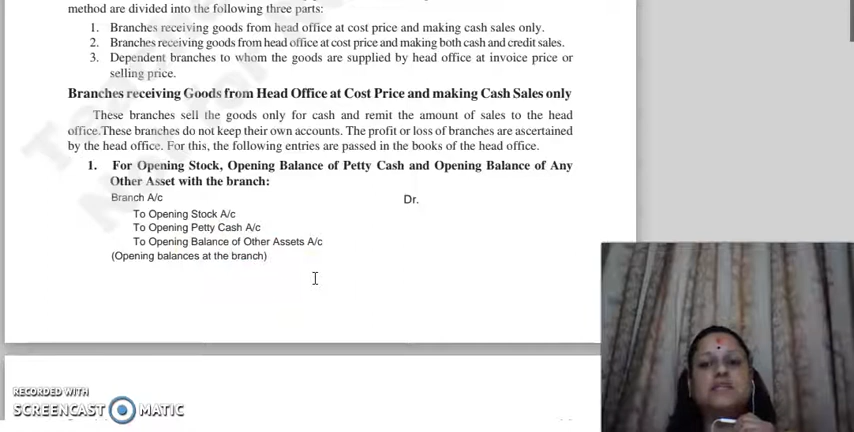 method are divided into the following three parts:
1. Branches receiving goods from head office at cost price and making cash sales only.
2. Branches receiving goods from head office at cost price and making both cash and credit sales.
3. Dependent branches to whom the goods are supplied by head office at invoice price or
selling price.
Branches receiving Goods from Head Office at Cost Price and making Cash Sales only
These branches sell the goods only for cash and remit the amount of sales to the head
office.These branches do not keep their own accounts. The profit or loss of branches are ascertained
by the head office. For this, the following entries are passed in the books of the head office.
1. For Opening Stock, Opening Balance of Petty Cash and Opening Balance of Any
Other Asset with the branch:
Branch A/c Dr.
To Opening Stock A/c
To Opening Petty Cash A/c
To Opening Balance of Other Assets A/c
(Opening balances at the branch)
RECORDED WITH
SCREENCAST MATIC